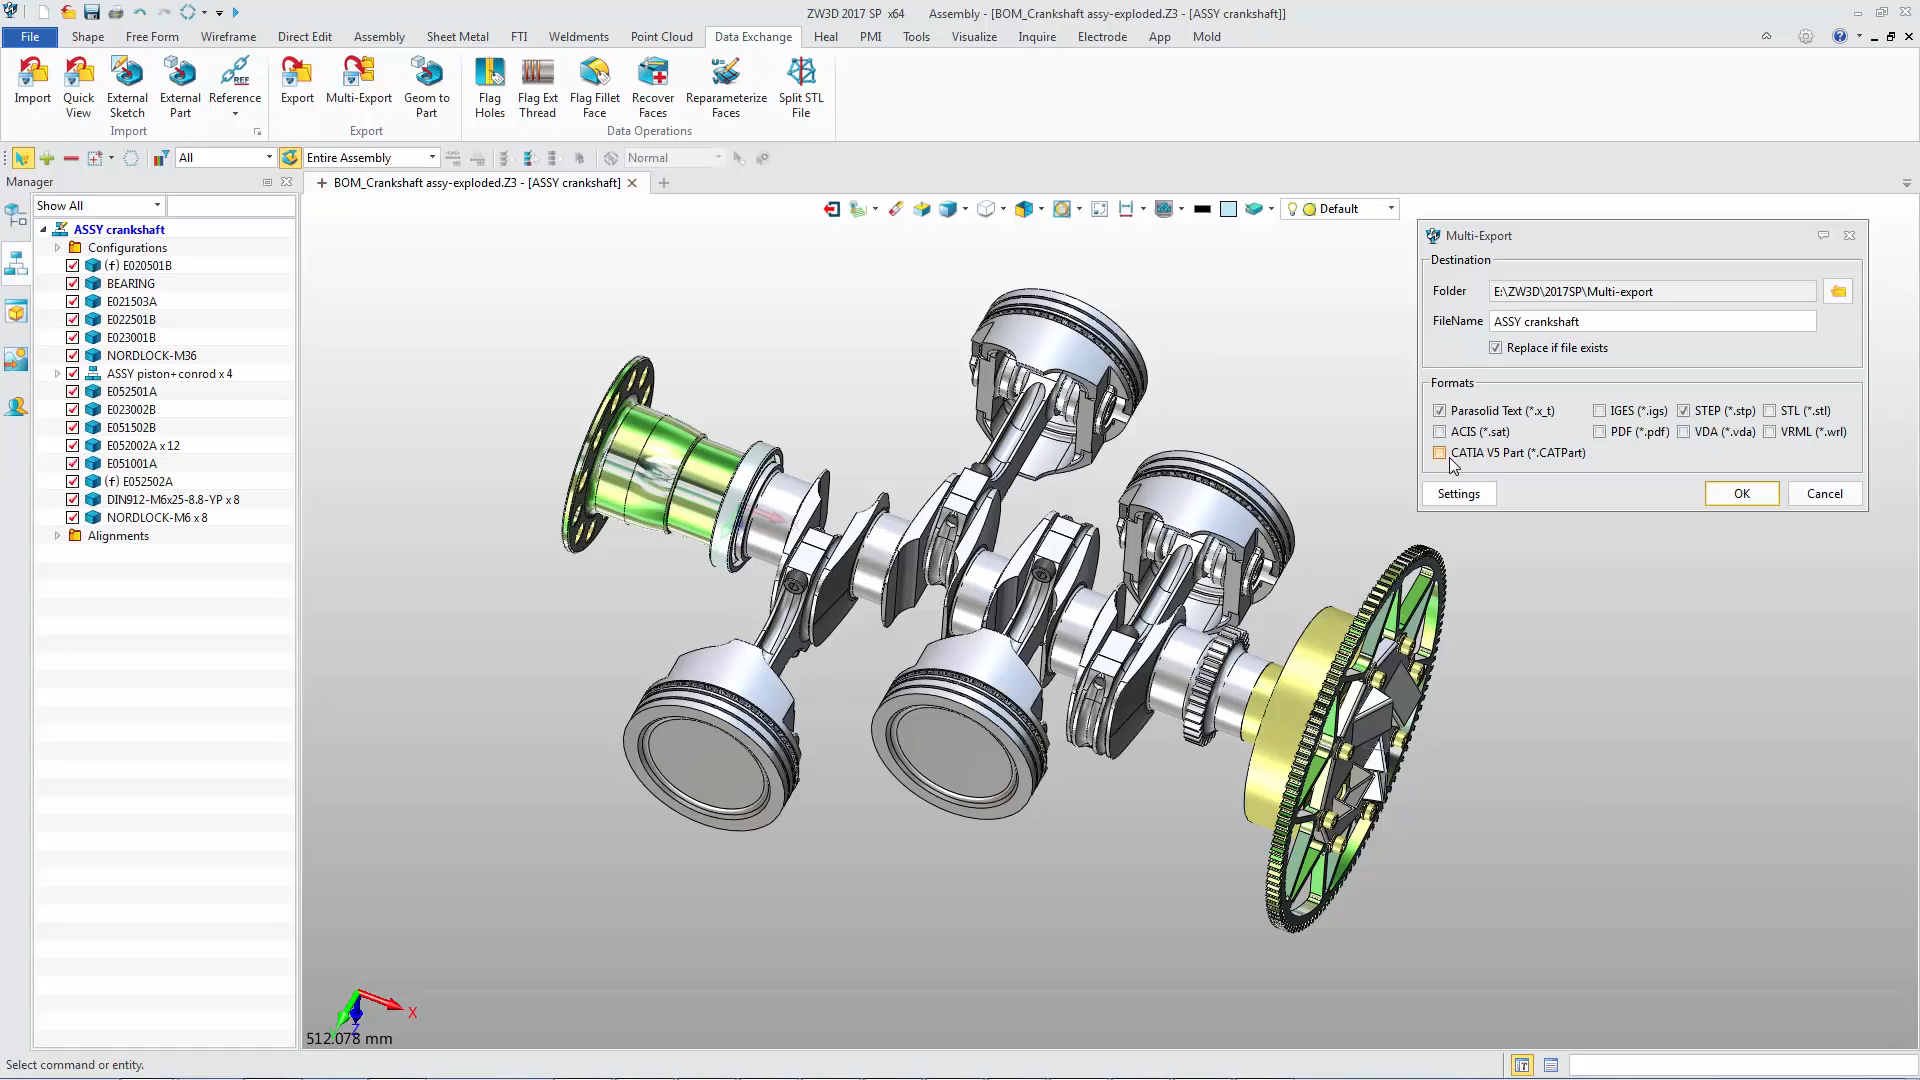 ZW3D 2017 SP x64 Assembly - [BOM_Crankshaft assy-exploded.Z3 - [ASSY crankshaft]]
File Shape Free Form Wireframe Direct Edit Assembly Sheet Metal FTI Weldments Point Cloud Data Exchange Heal PMI Tools Visualize Inquire Electrode App Mold
Import Quick View External Sketch External Part Reference Export Multi-Export Geom to Part Flag Holes Flag Ext Thread Flag Fillet Face Recover Faces Reparameterize Faces Split STL File
REF
Import Export Data Operations
All Entire Assembly Normal
Manager
BOM_Crankshaft assy-exploded.Z3 - [ASSY crankshaft]
Show All
Default
ASSY crankshaft
Configurations
(f) E020501B
BEARING
E021503A
E022501B
E023001B
NORDLOCK-M36
ASSY piston+conrod x 4
E052501A
E023002B
E051502B
E052002A x 12
E051001A
(f) E052502A
DIN912-M6x25-8.8-YP x 8
NORDLOCK-M6 x 8
Alignments
Multi-Export
Destination
Folder E:\ZW3D\2017SP\Multi-export
FileName ASSY crankshaft
Replace if file exists
Formats
Parasolid Text (*.x_t) IGES (*.igs) STEP (*.stp) STL (*.stl)
ACIS (*.sat) PDF (*.pdf) VDA (*.vda) VRML (*.wrl)
CATIA V5 Part (*.CATPart)
Settings OK Cancel
X
Z
512.078 mm
Select command or entity.